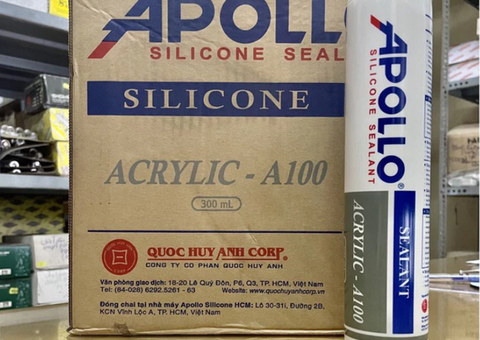 APOLLO
SILICONE SEALA
SILICONE
ACRYLIC - A100
300 mL
QUOC HUY ANH CORP.
CÔNG TY CỔ PHẦN QUỐC HUY ANH
Văn phòng giao dịch: 18-20 Lê Quý Đôn, P6, Q3, TP. HCM, Việt Nam
Tel: (84-028) 6292.5261 - 63 Website: www.quochuyanhcorp.vn
Đóng chai tại nhà máy Apollo Silicone HCM: Lô 30-31i, Đường 2B,
KCN Vĩnh Lộc A, TP. HCM, Việt Nam
APOLLO®
SILICONE SEALANT
SEALANT
ACRYLIC - A100